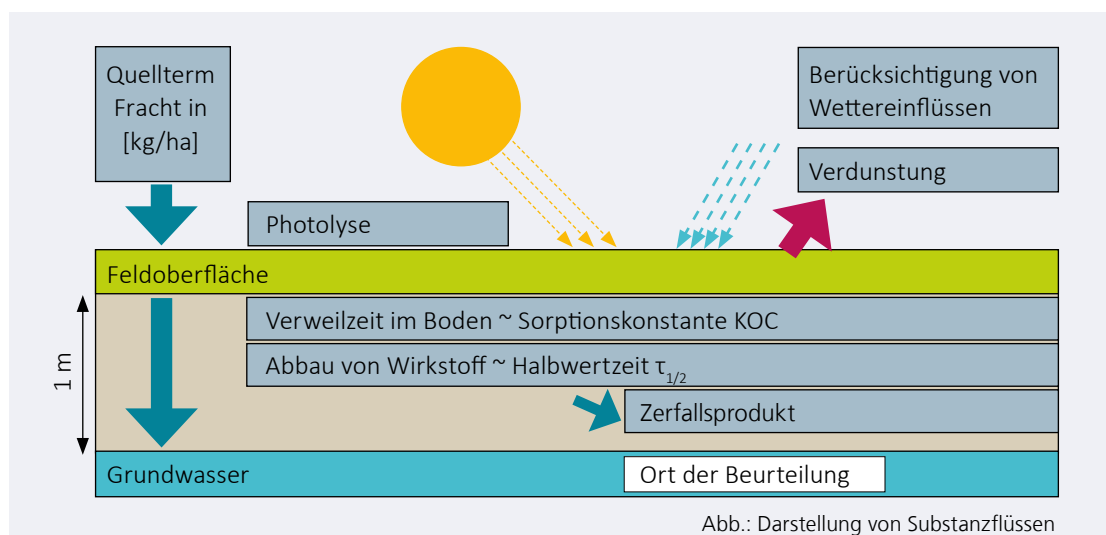 Quellterm
Fracht in
[kg/ha]
Berücksichtigung von
Wettereinflüssen
Verdunstung
Photolyse
Feldoberfläche
1 m
Verweilzeit im Boden ~ Sorptionskonstante KOC
Abbau von Wirkstoff ~ Halbwertzeit τ1/2
Zerfallsprodukt
Grundwasser
Ort der Beurteilung
Abb.: Darstellung von Substanzflüssen